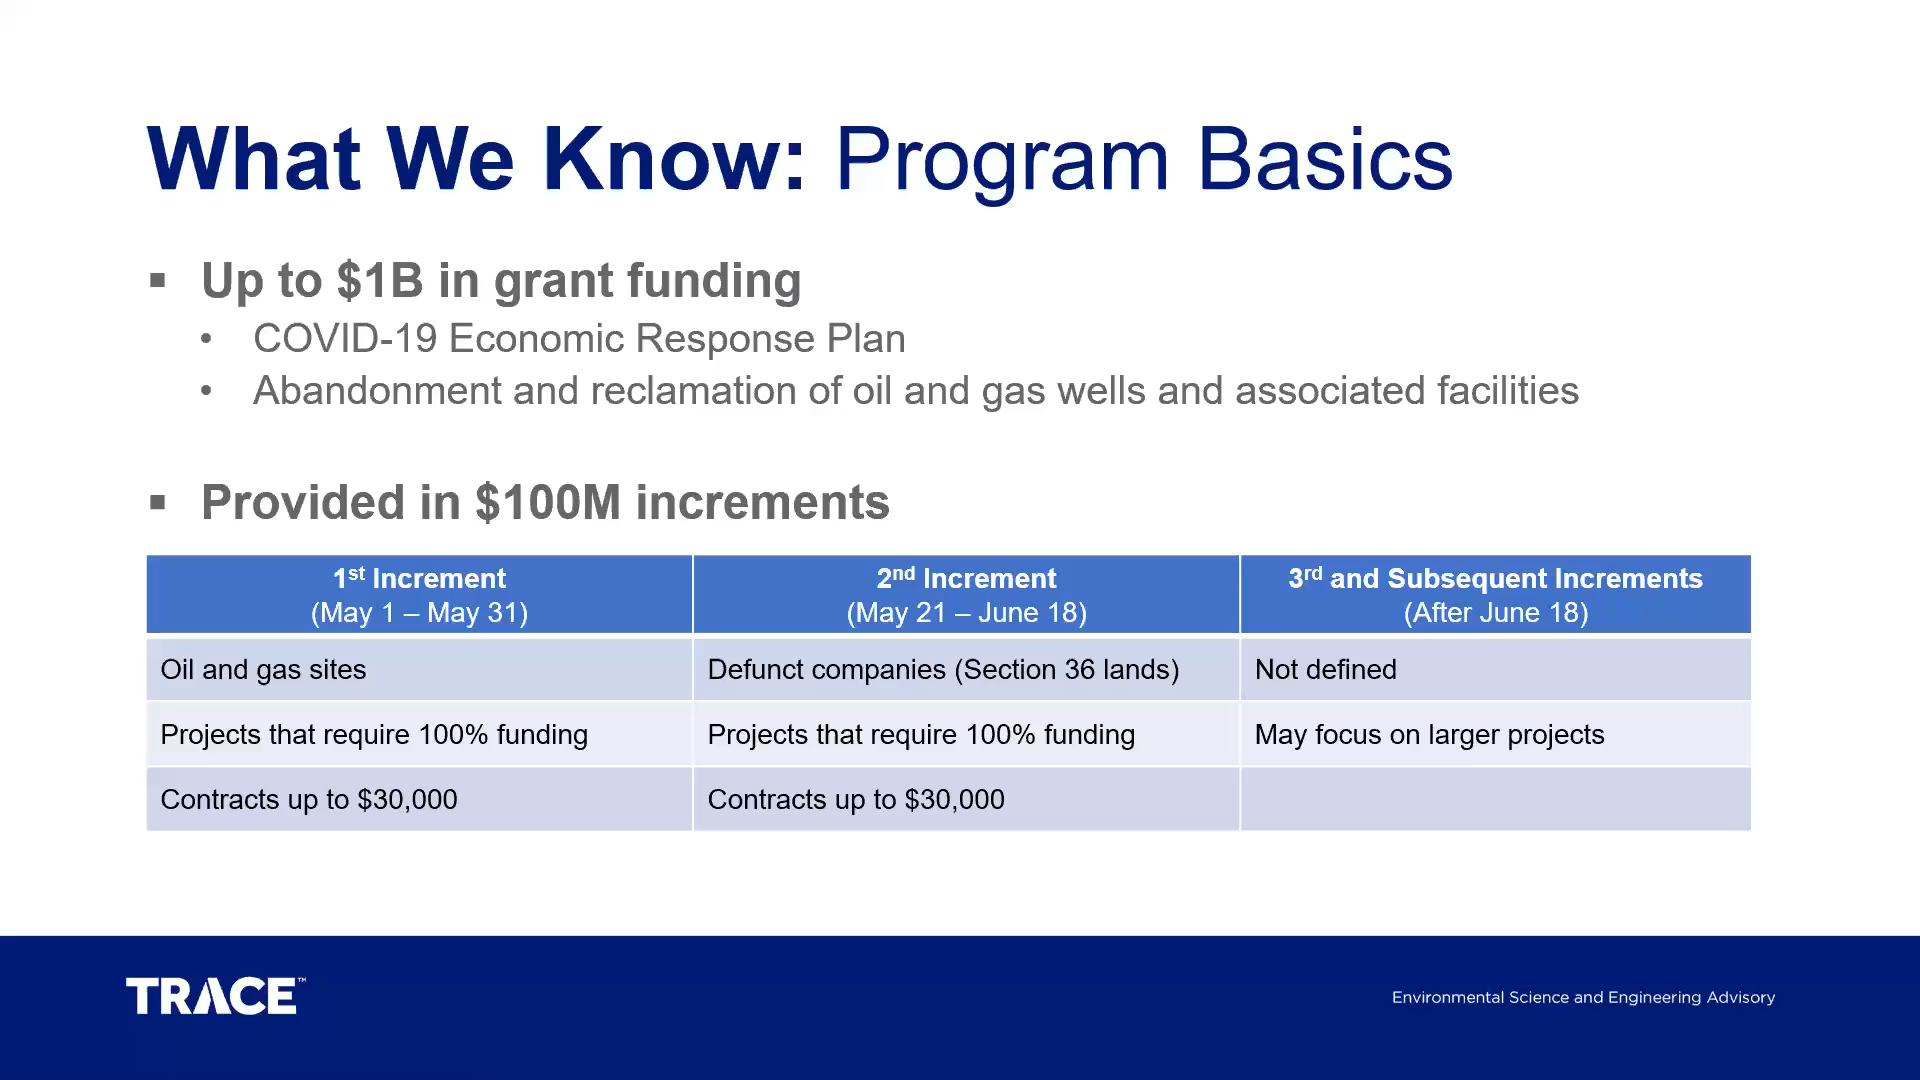 What We Know: Program Basics
▪ Up to $1B in grant funding
• COVID-19 Economic Response Plan
• Abandonment and reclamation of oil and gas wells and associated facilities
▪ Provided in $100M increments
1st Increment
(May 1 – May 31)
2nd Increment
(May 21 – June 18)
3rd and Subsequent Increments
(After June 18)
Oil and gas sites
Defunct companies (Section 36 lands)
Not defined
Projects that require 100% funding
Projects that require 100% funding
May focus on larger projects
Contracts up to $30,000
Contracts up to $30,000
TRACE™
Environmental Science and Engineering Advisory